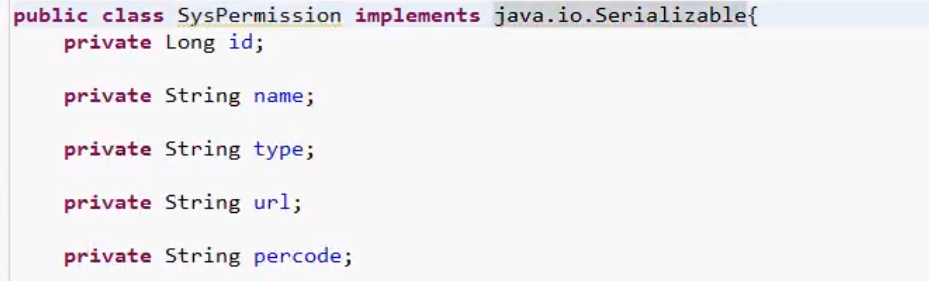 public class SysPermission implements java.io.Serializable{
private Long id;
private String name;
private String type;
private String url;
private String percode;